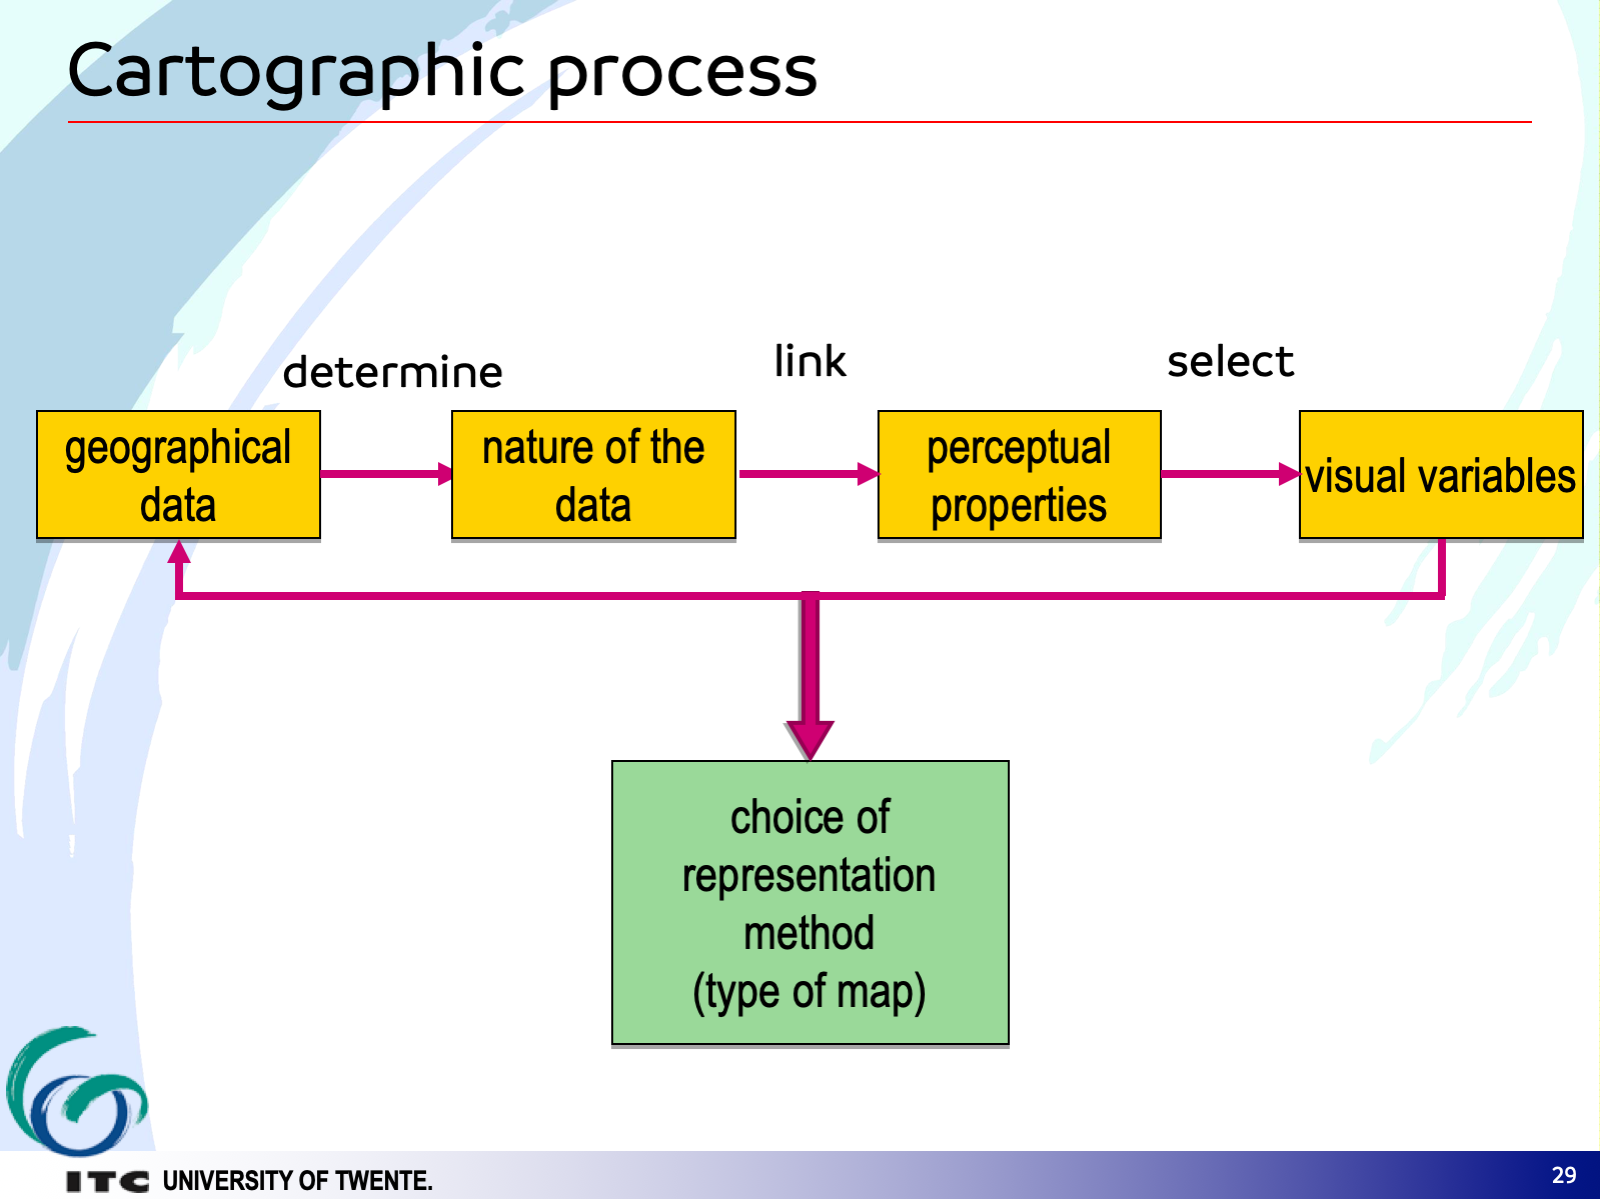 Cartographic process
determine
link
select
geographical
data
nature of the
data
perceptual
properties
visual variables
choice of
representation
method
(type of map)
ITC UNIVERSITY OF TWENTE.
29